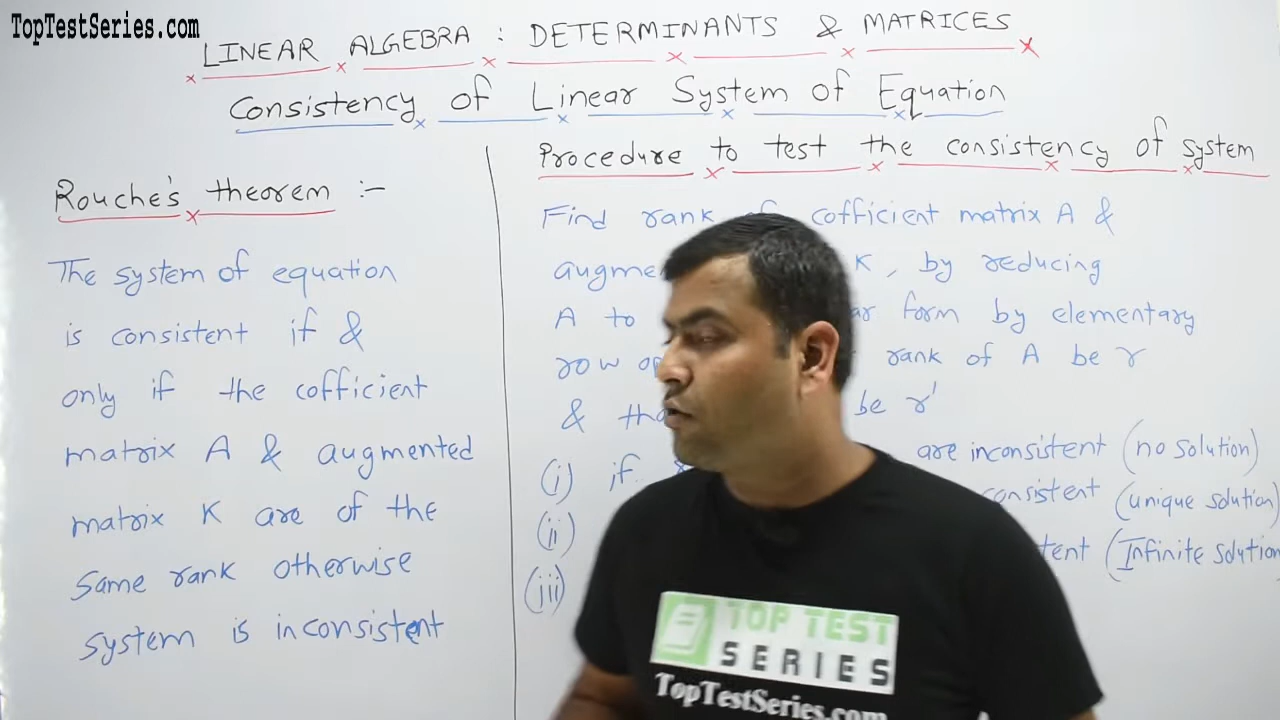 TopTestSeries.com
LINEAR ALGEBRA : DETERMINANTS & MATRICES
Consistency of Linear System of Equation
Rouche's theorem :-
The system of equation
is consistent if &
only if the cofficient
matrix A & augmented
matrix K are of the
same rank otherwise
system is inconsistent
Procedure to test the consistency of system
Find rank cofficient matrix A &
K, by reducing
A to form by elementary
row rank of A be r
& be r'
(i) if are inconsistent (no solution)
(ii) consistent (unique solution)
(iii) (Infinite solution
TOP TEST
SERIES
TopTestSeries.com